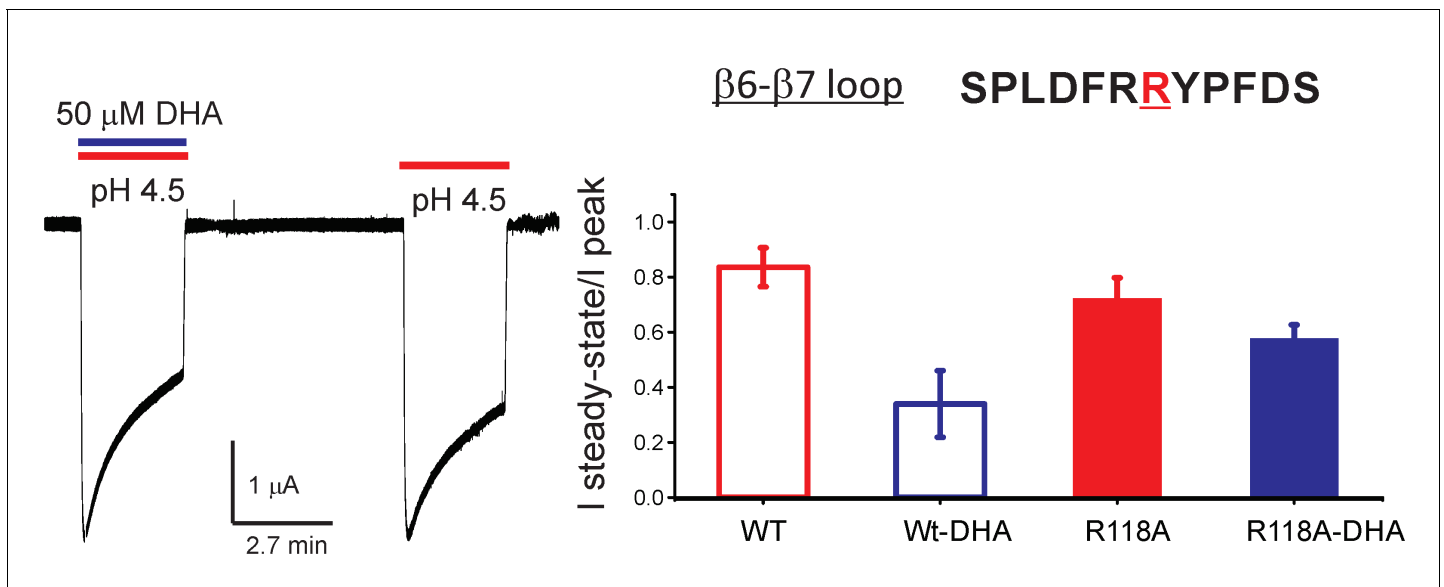 β6-β7 loop SPLDFRRYPFDS
50 μM DHA
pH 4.5
pH 4.5
1 μA
2.7 min
I steady-state/I peak
1.0
0.8
0.6
0.4
0.2
0.0
WT Wt-DHA R118A R118A-DHA